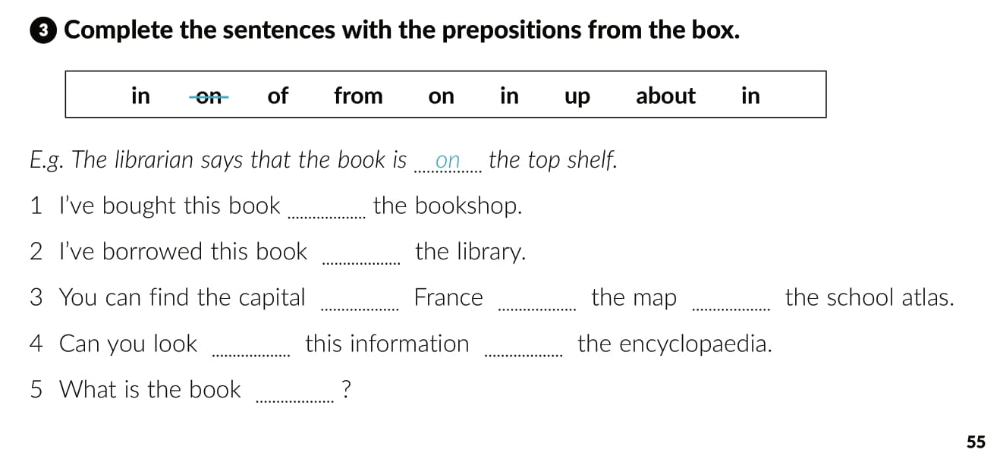 3 Complete the sentences with the prepositions from the box.
in on of from on in up about in
E.g. The librarian says that the book is on the top shelf.
1 I've bought this book .................. the bookshop.
2 I've borrowed this book .................. the library.
3 You can find the capital .................. France .................. the map .................. the school atlas.
4 Can you look .................. this information .................. the encyclopaedia.
5 What is the book .................. ?
55